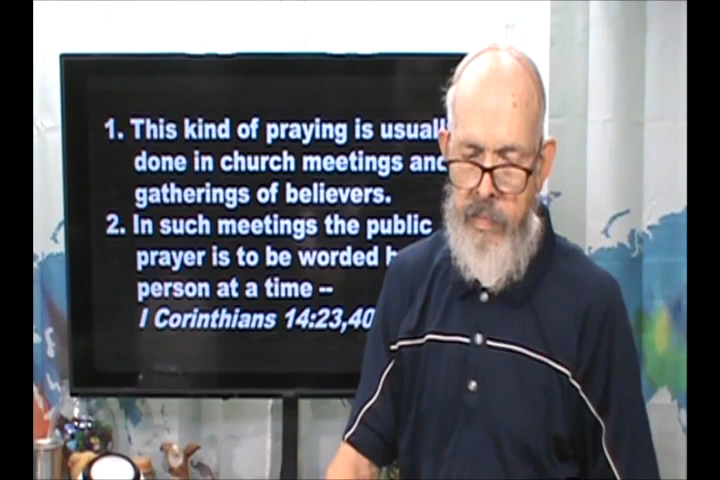 1. This kind of praying is
done in church meetings and
gatherings of believers.
2. In such meetings the public
prayer is to be worded
person at a time --
I Corinthians 14:23,40